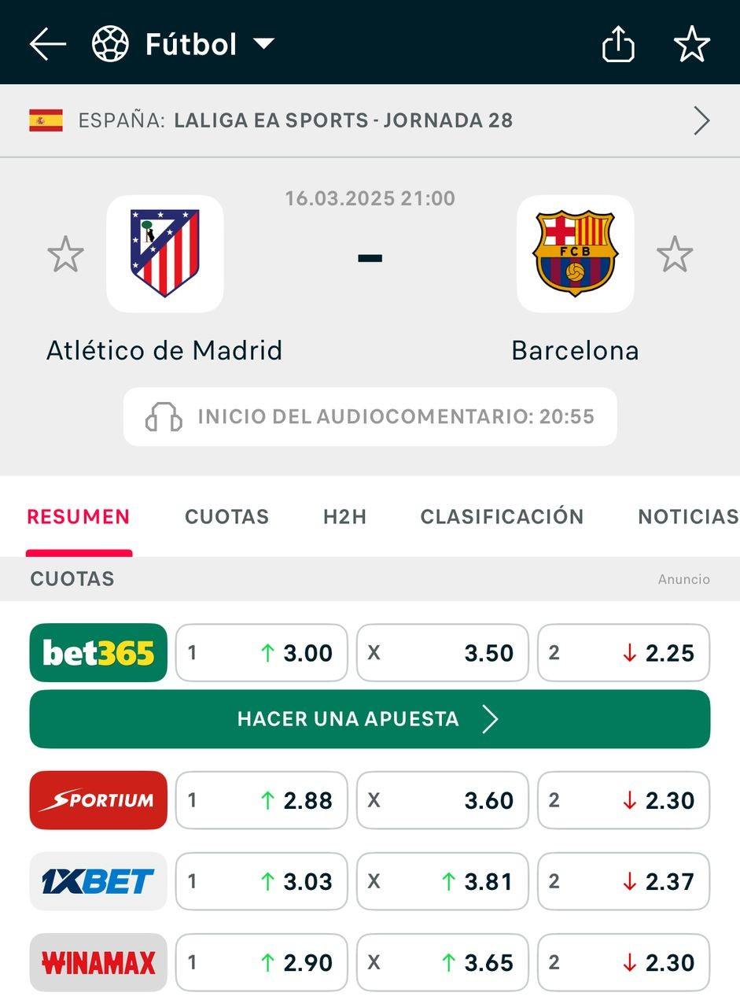 Fútbol
ESPAÑA: LALIGA EA SPORTS - JORNADA 28
16.03.2025 21:00
FCB
Atlético de Madrid
Barcelona
INICIO DEL AUDIOCOMENTARIO: 20:55
RESUMEN CUOTAS H2H CLASIFICACIÓN NOTICIAS
CUOTAS Anuncio
bet365 1 3.00 X 3.50 2 2.25
HACER UNA APUESTA
SPORTIUM 1 2.88 X 3.60 2 2.30
1XBET 1 3.03 X 3.81 2 2.37
WINAMAX 1 2.90 X 3.65 2 2.30